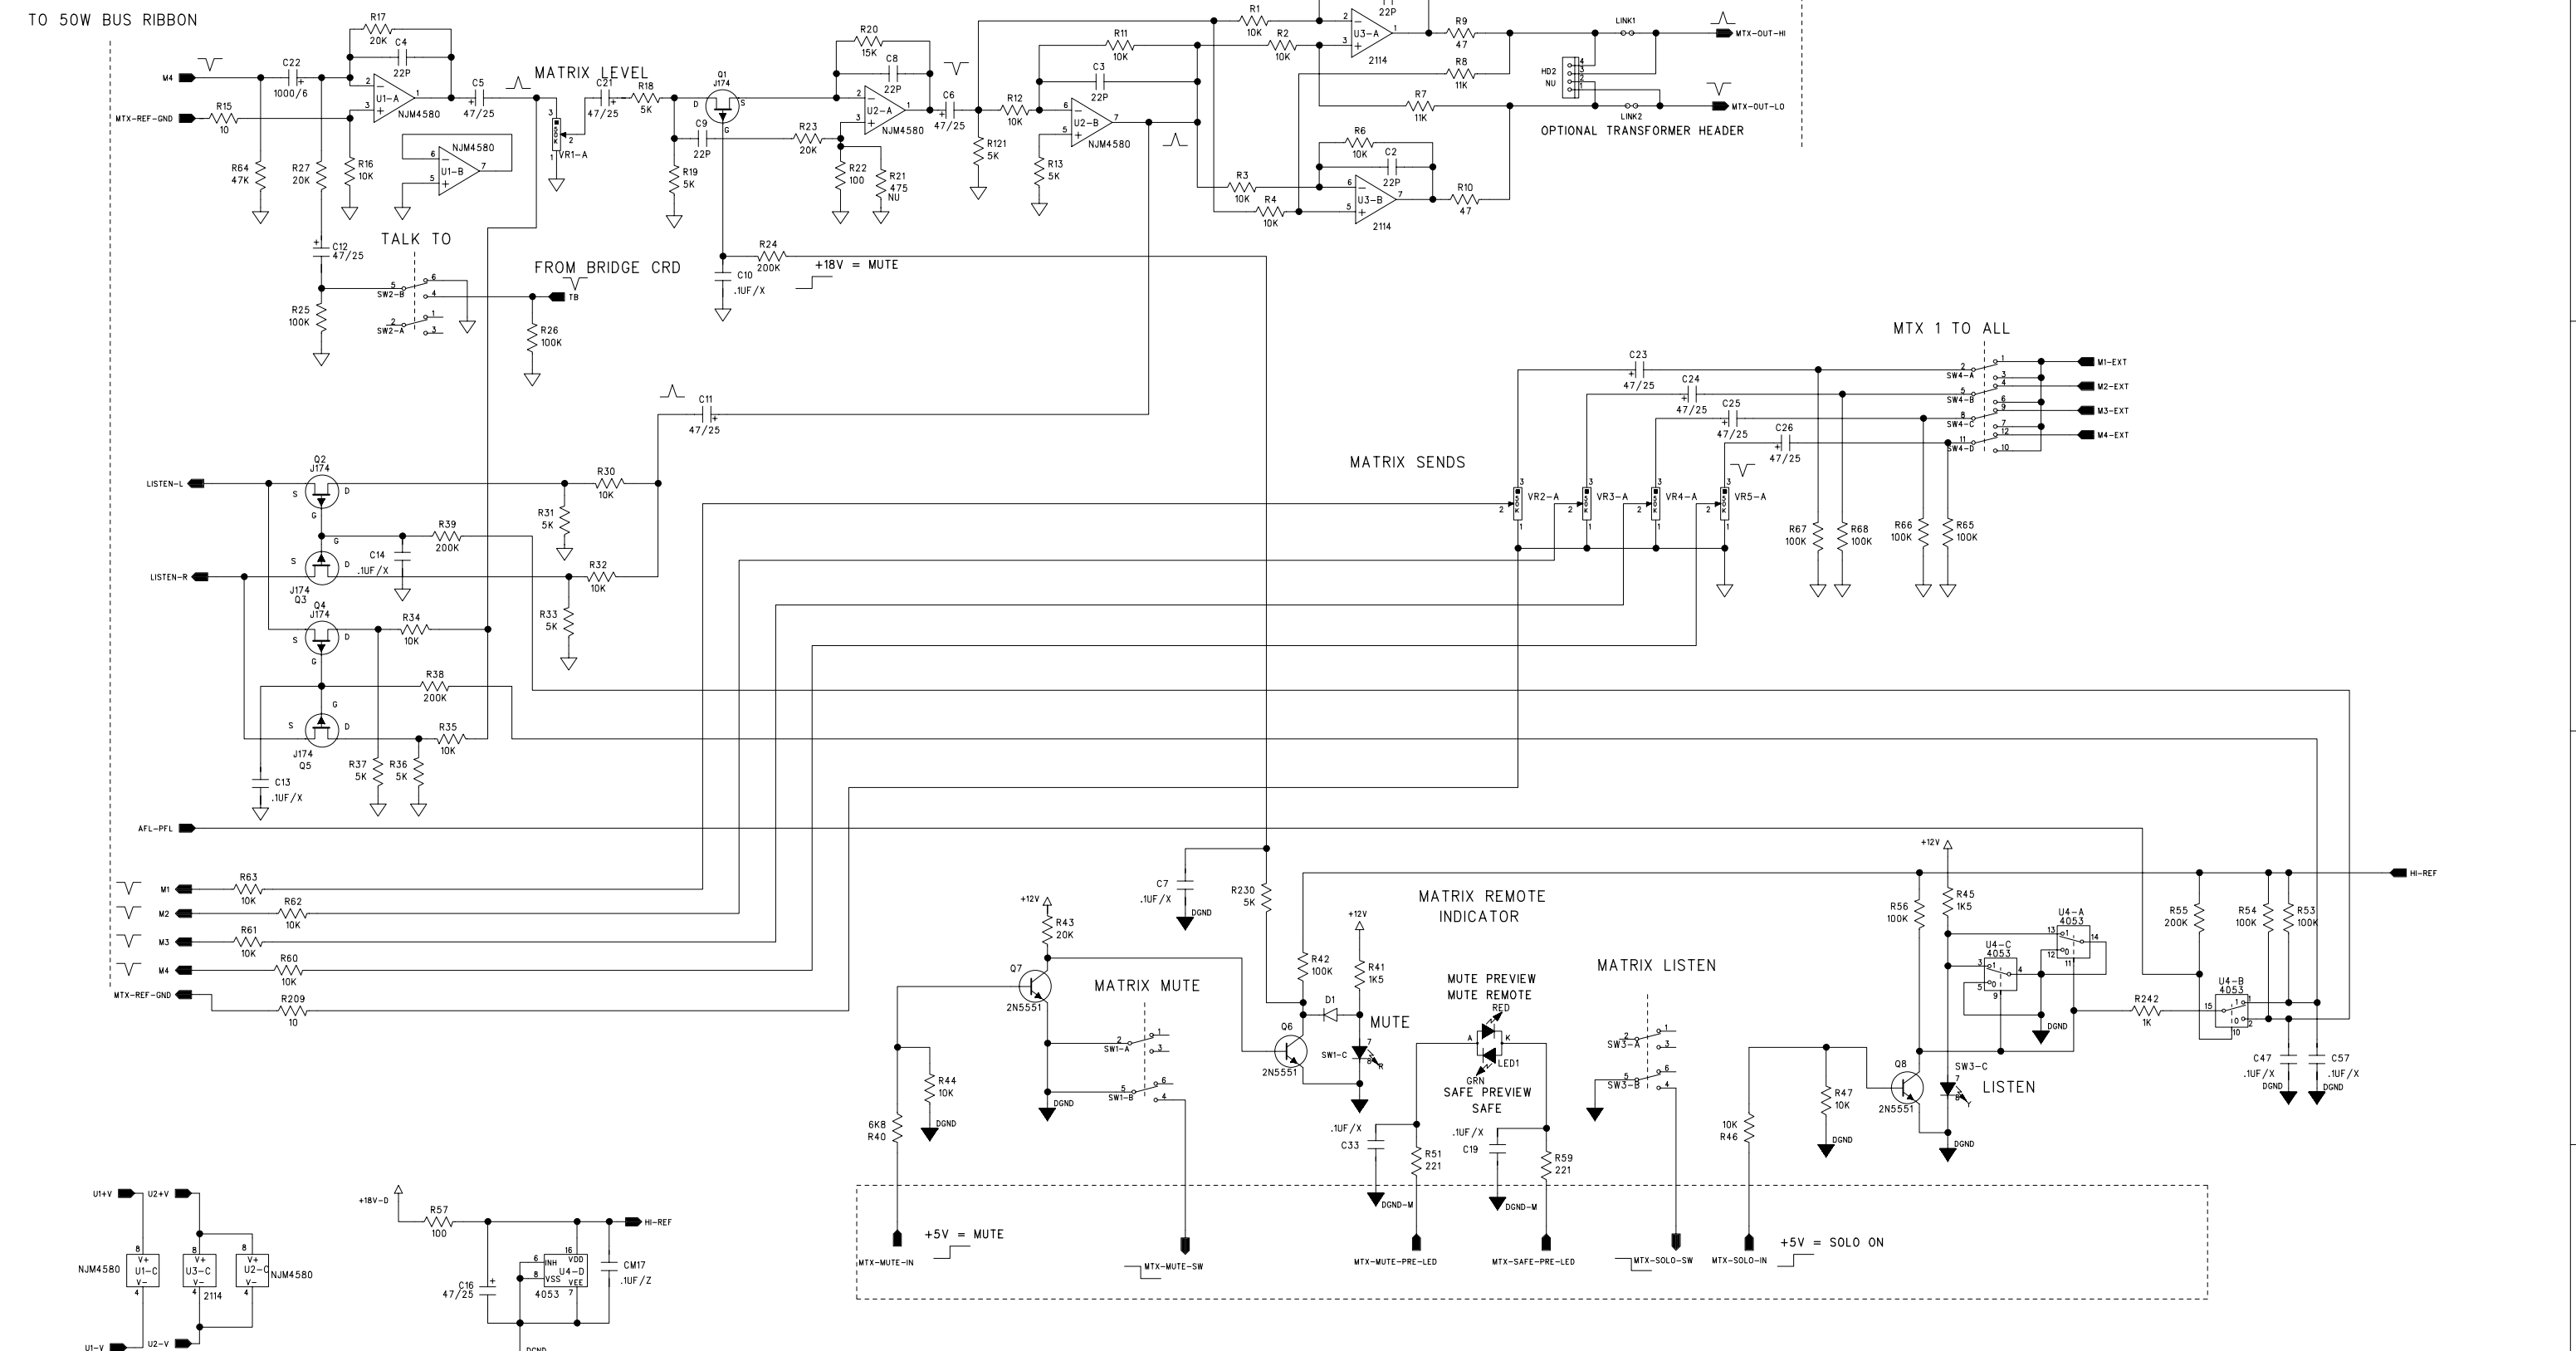 TO 50W BUS RIBBON
R17
20K
C4
22P
M4
C22
1000/6
U1-A
NJM4580
C5
47/25
MTX-REF-GND
R15
10
R64
47K
R27
20K
R16
10K
NJM4580
U1-B
MATRIX LEVEL
50K
VR1-A
C21
47/25
R18
5K
Q1
J174
D
S
G
C9
22P
R19
5K
R23
20K
R20
15K
C8
22P
U2-A
NJM4580
R22
100
R21
475
NU
C6
47/25
R121
5K
R12
10K
R11
10K
C3
22P
U2-B
NJM4580
R13
5K
R1
10K
R2
10K
22P
U3-A
2114
R9
47
R8
11K
R7
11K
R6
10K
C2
22P
R3
10K
R4
10K
U3-B
2114
R10
47
HD2
NU
LINK1
LINK2
MTX-OUT-HI
MTX-OUT-LO
OPTIONAL TRANSFORMER HEADER
C12
47/25
TALK TO
SW2-B
SW2-A
R25
100K
FROM BRIDGE CRD
TB
R26
100K
R24
200K
C10
.1UF/X
+18V = MUTE
C11
47/25
MTX 1 TO ALL
C23
47/25
C24
47/25
C25
47/25
C26
47/25
SW4-A
SW4-B
SW4-C
SW4-D
M1-EXT
M2-EXT
M3-EXT
M4-EXT
MATRIX SENDS
VR2-A
VR3-A
VR4-A
VR5-A
50K
50K
50K
50K
R67
100K
R68
100K
R66
100K
R65
100K
LISTEN-L
Q2
J174
S
D
G
R30
10K
R31
5K
R39
200K
G
C14
.1UF/X
LISTEN-R
S
D
J174
Q3
R32
10K
R33
5K
Q4
J174
S
D
G
R34
10K
R38
200K
G
S
D
J174
Q5
R35
10K
R37
5K
R36
5K
C13
.1UF/X
AFL-PFL
M1
R63
10K
M2
R62
10K
M3
R61
10K
M4
R60
10K
MTX-REF-GND
R209
10
C7
.1UF/X
DGND
R230
5K
+12V
R43
20K
Q7
2N5551
MATRIX MUTE
SW1-A
SW1-B
DGND
R44
10K
DGND
6K8
R40
R42
100K
+12V
R41
1K5
D1
Q6
2N5551
MUTE
SW1-C
R
MATRIX REMOTE
INDICATOR
MUTE PREVIEW
MUTE REMOTE
RED
A
K
LED1
GRN
SAFE PREVIEW
SAFE
.1UF/X
C33
R51
221
DGND-M
.1UF/X
C19
R59
221
DGND-M
MATRIX LISTEN
SW3-A
SW3-B
10K
R46
R47
10K
DGND
Q8
2N5551
SW3-C
Y
LISTEN
DGND
R56
100K
+12V
R45
1K5
U4-A
4053
U4-C
4053
DGND
R242
1K
U4-B
4053
R55
200K
R54
100K
R53
100K
HI-REF
C47
.1UF/X
DGND
C57
.1UF/X
DGND
+5V = MUTE
MTX-MUTE-IN
MTX-MUTE-SW
MTX-MUTE-PRE-LED
MTX-SAFE-PRE-LED
MTX-SOLO-SW
MTX-SOLO-IN
+5V = SOLO ON
U1+V
U2+V
NJM4580
V+
U1-C
V-
V+
U3-C
V-
2114
V+
U2-C
V-
NJM4580
U1-V
U2-V
+18V-D
R57
100
HI-REF
C16
47/25
INH
VDD
VSS
U4-D
VEE
4053
CM17
.1UF/Z
DGND